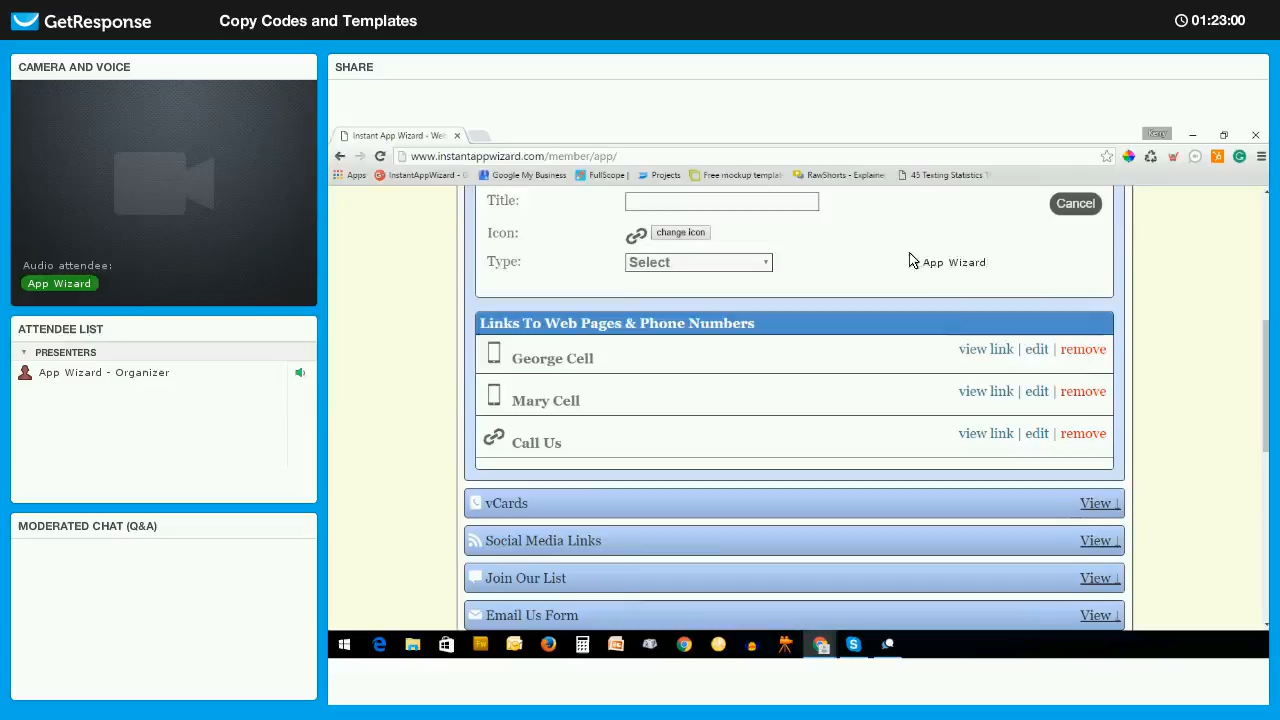 GetResponse
Copy Codes and Templates
01:23:00
CAMERA AND VOICE
Audio attendee:
App Wizard
ATTENDEE LIST
PRESENTERS
App Wizard - Organizer
MODERATED CHAT (Q&A)
SHARE
Instant App Wizard - We
Kerry
www.instantappwizard.com/member/app/
Apps
InstantAppWizard -
Google My Business
FullScope |
Projects
Free mockup templat
RawShorts - Explaine
45 Texting Statistics
Title:
Cancel
Icon:
change icon
Type:
Select
App Wizard
Links To Web Pages & Phone Numbers
George Cell
view link | edit | remove
Mary Cell
view link | edit | remove
Call Us
view link | edit | remove
vCards
View ↓
Social Media Links
View ↓
Join Our List
View ↓
Email Us Form
View ↓